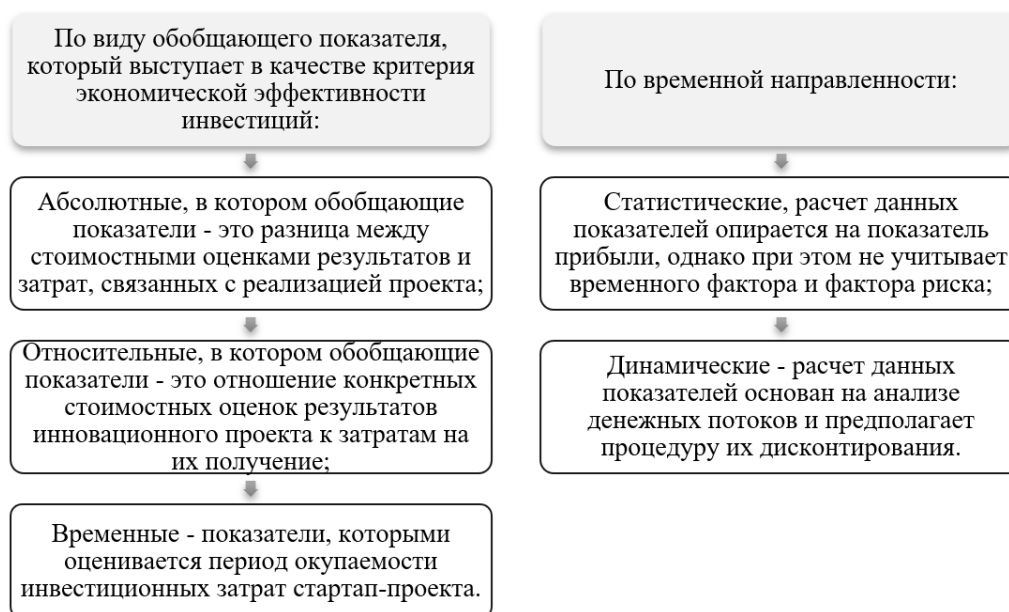 По виду обобщающего показателя,
который выступает в качестве критерия
экономической эффективности
инвестиций:
Абсолютные, в котором обобщающие
показатели - это разница между
стоимостными оценками результатов и
затрат, связанных с реализацией проекта;
Относительные, в котором обобщающие
показатели - это отношение конкретных
стоимостных оценок результатов
инновационного проекта к затратам на
их получение;
Временные - показатели, которыми
оценивается период окупаемости
инвестиционных затрат стартап-проекта.
По временной направленности:
Статистические, расчет данных
показателей опирается на показатель
прибыли, однако при этом не учитывает
временного фактора и фактора риска;
Динамические - расчет данных
показателей основан на анализе
денежных потоков и предполагает
процедуру их дисконтирования.